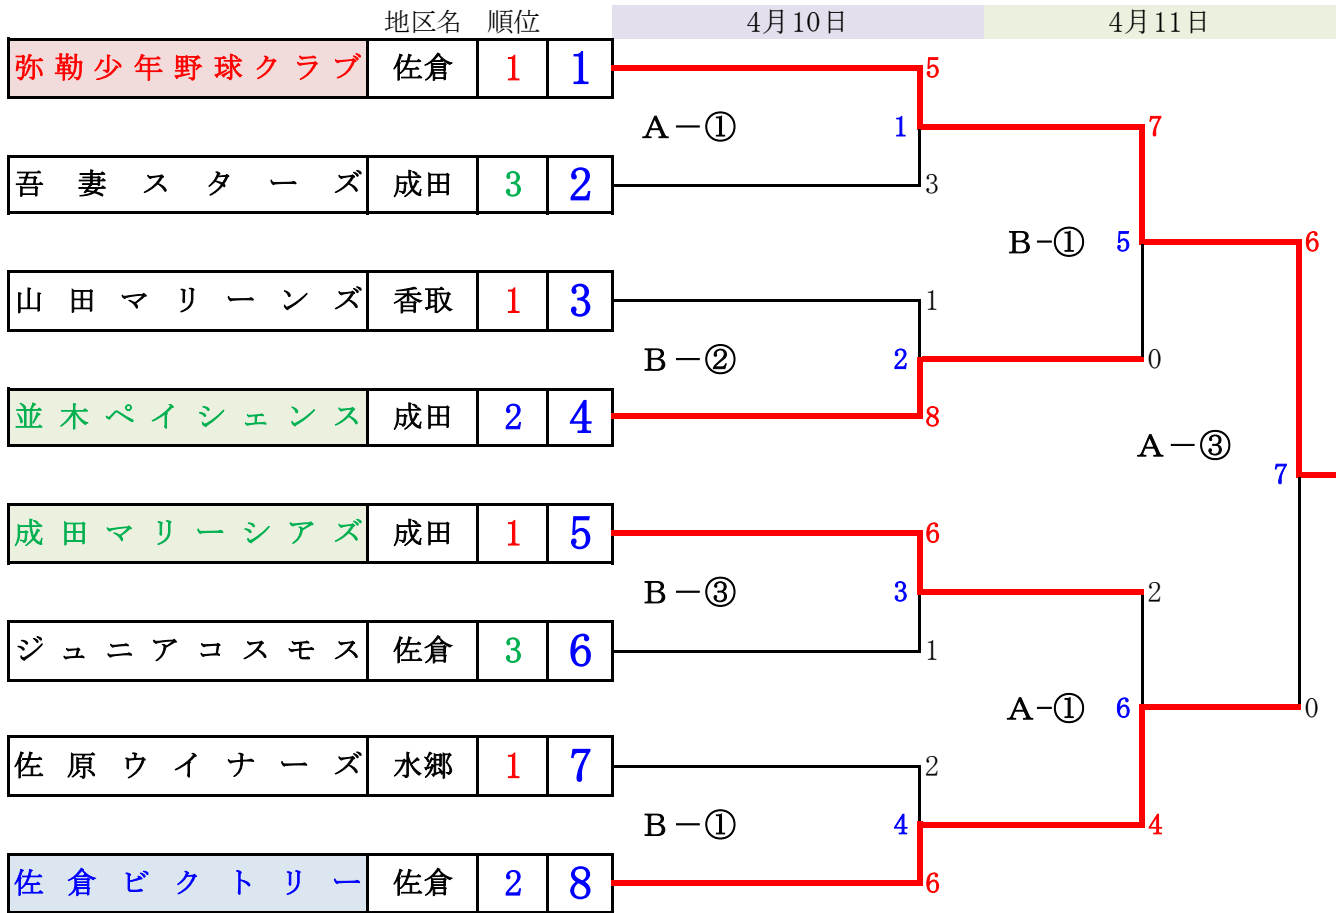 地区名 順位 4月10日 4月11日
弥勒少年野球クラブ 佐倉 1 1 5
A－① 1 7
吾妻スターズ 成田 3 2 3
B-① 5 6
山田マリーンズ 香取 1 3 1
B－② 2 0
並木ペイシェンス 成田 2 4 8
A－③ 7
成田マリーシアズ 成田 1 5 6
B－③ 3 2
ジュニアコスモス 佐倉 3 6 1
A-① 6 0
佐原ウイナーズ 水郷 1 7 2
B－① 4 4
佐倉ビクトリー 佐倉 2 8 6